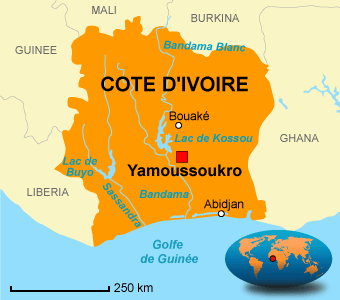 MALI
BURKINA
GUINEE
Bandama Blanc
COTE D'IVOIRE
Bouaké
Lac de Kossou
GHANA
Lac de
Buyo
Yamoussoukro
LIBERIA
Sassandra
Bandama
Abidjan
Golfe
de Guinée
250 km